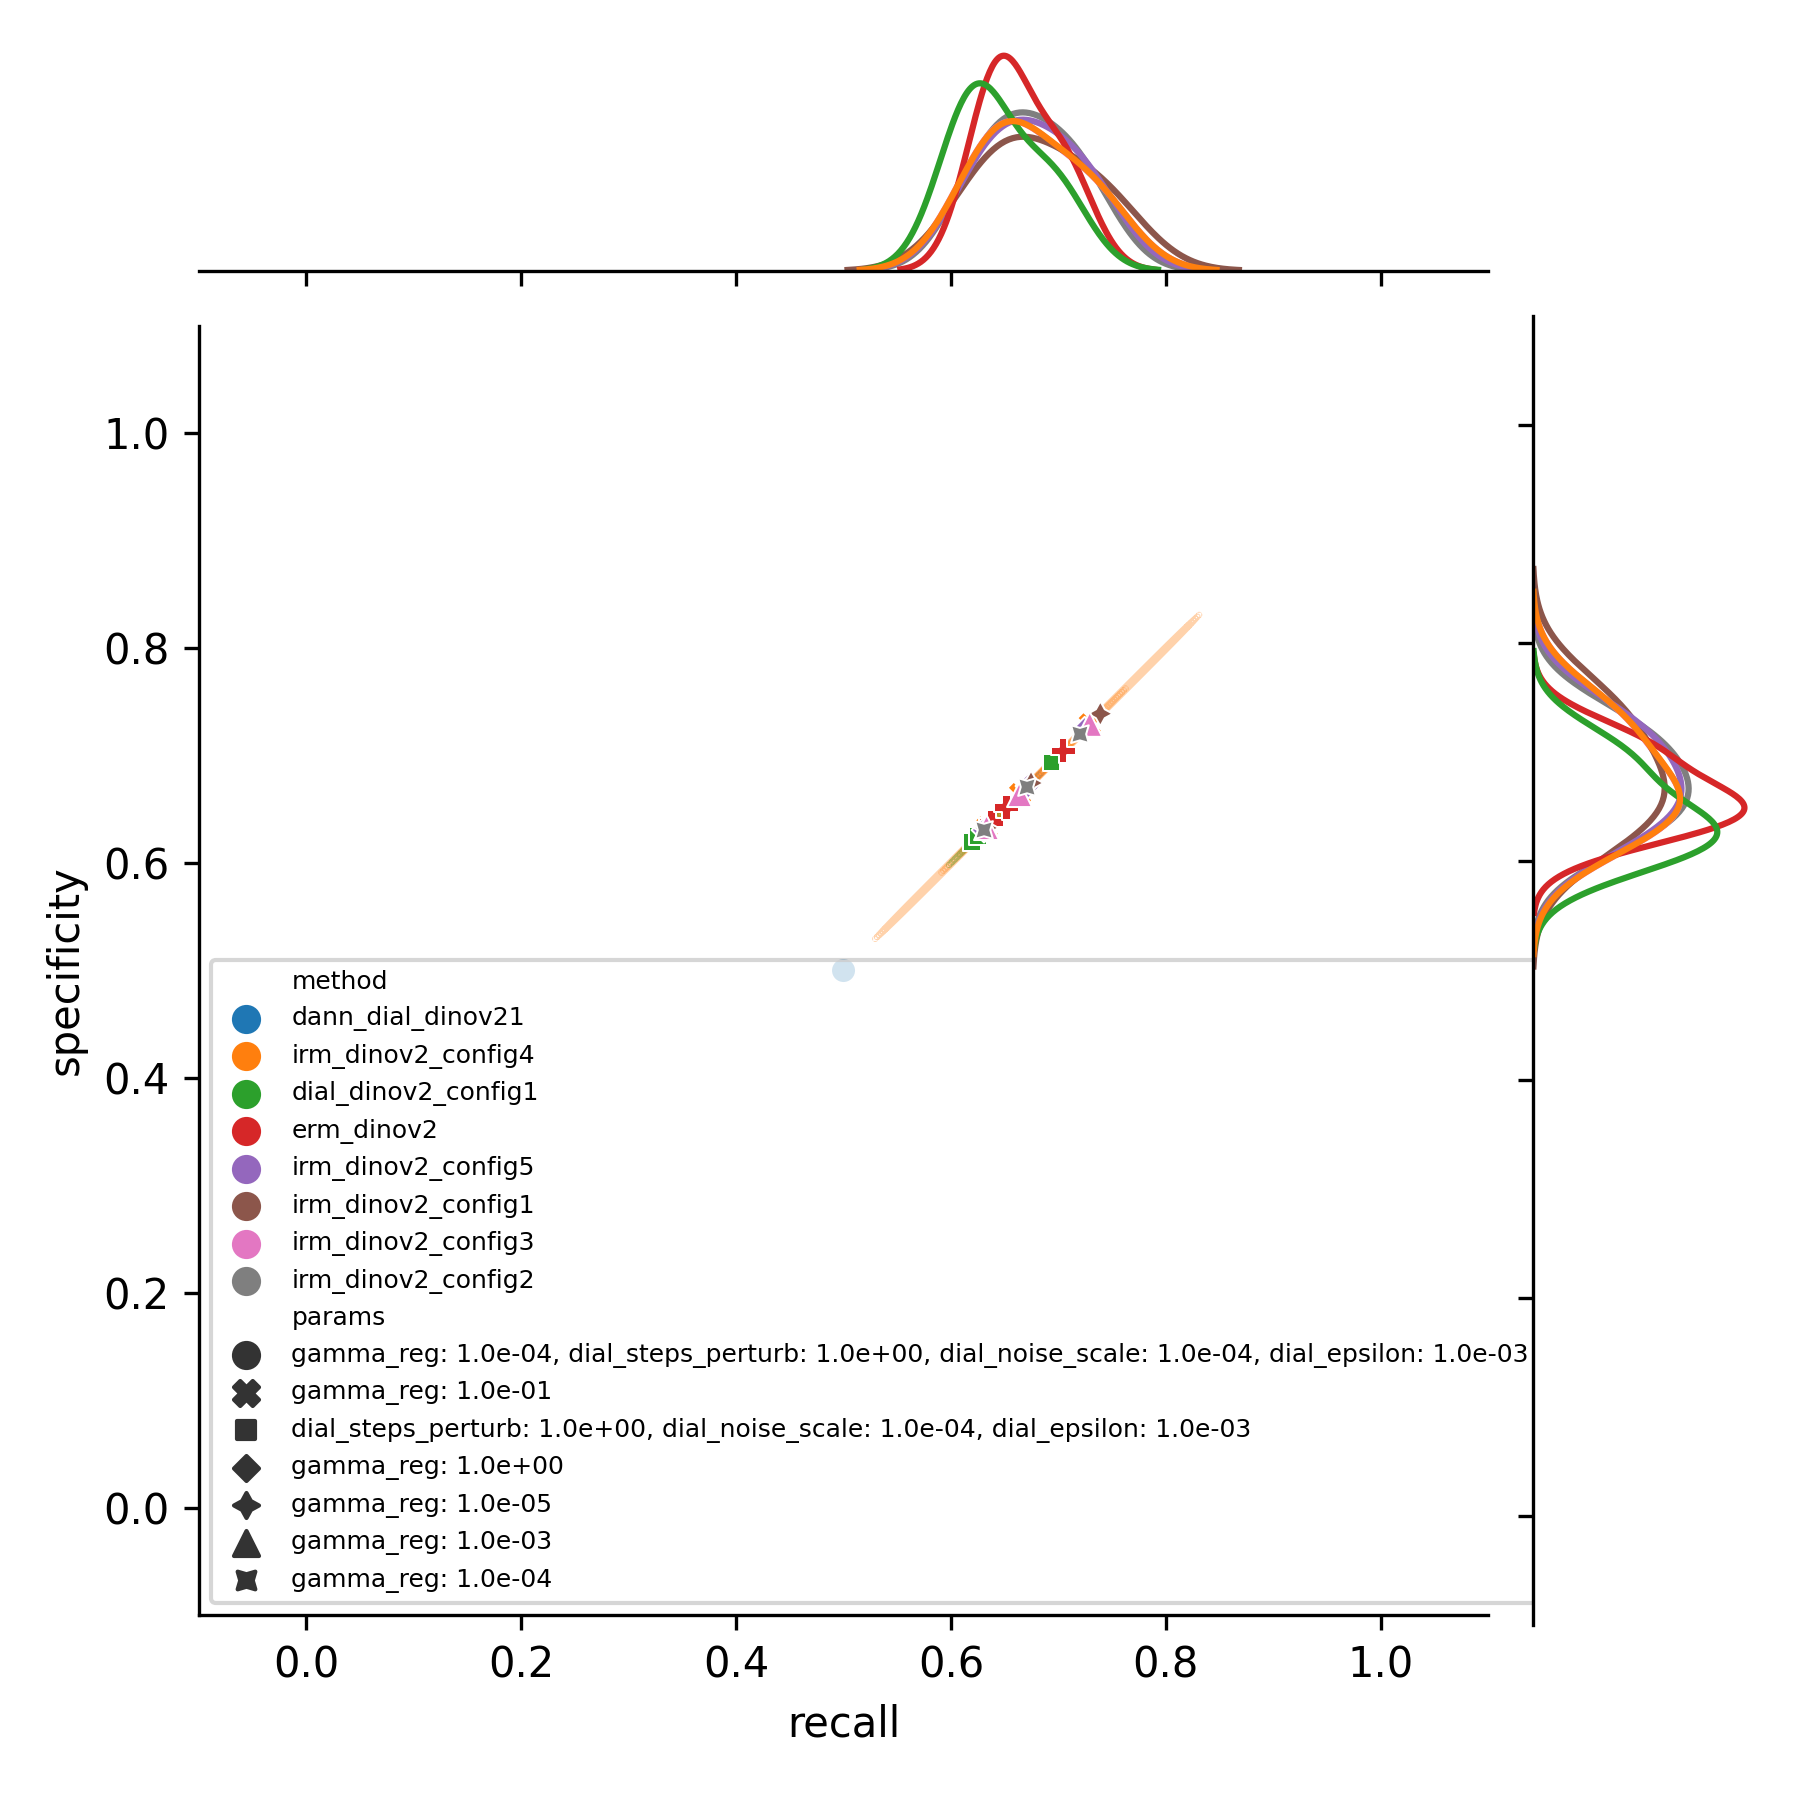 1.0
0.8
0.6
0.4
0.2
0.0
specificity
method
dann_dial_dinov21
irm_dinov2_config4
dial_dinov2_config1
erm_dinov2
irm_dinov2_config5
irm_dinov2_config1
irm_dinov2_config3
irm_dinov2_config2
params
gamma_reg: 1.0e-04, dial_steps_perturb: 1.0e+00, dial_noise_scale: 1.0e-04, dial_epsilon: 1.0e-03
gamma_reg: 1.0e-01
dial_steps_perturb: 1.0e+00, dial_noise_scale: 1.0e-04, dial_epsilon: 1.0e-03
gamma_reg: 1.0e+00
gamma_reg: 1.0e-05
gamma_reg: 1.0e-03
gamma_reg: 1.0e-04
0.0 0.2 0.4 0.6 0.8 1.0
recall